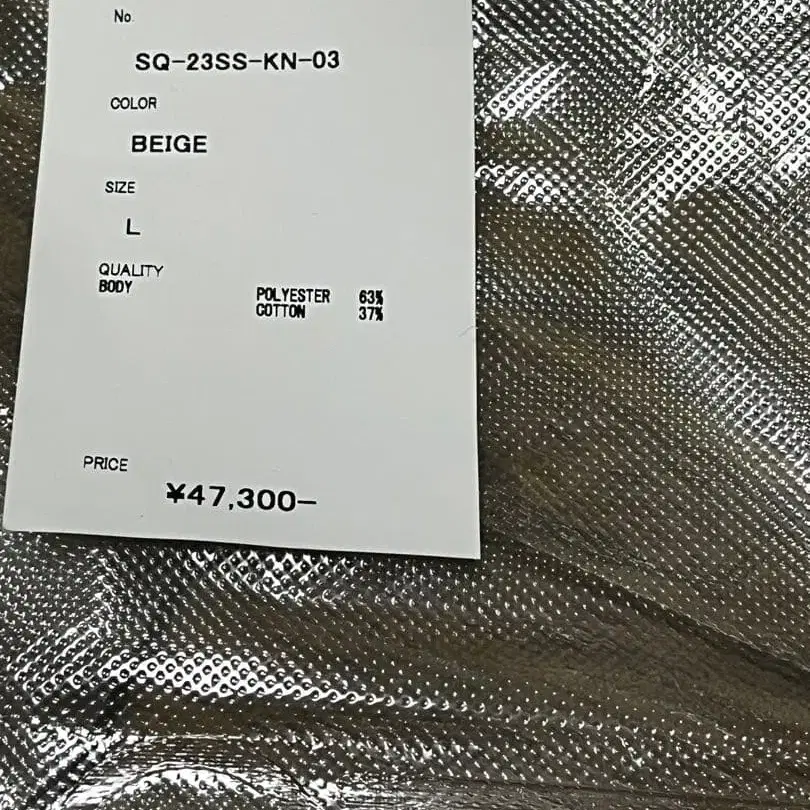 No.
SQ-23SS-KN-03
COLOR
BEIGE
SIZE
L
QUALITY
BODY
POLYESTER 63%
COTTON 37%
PRICE
¥47,300−